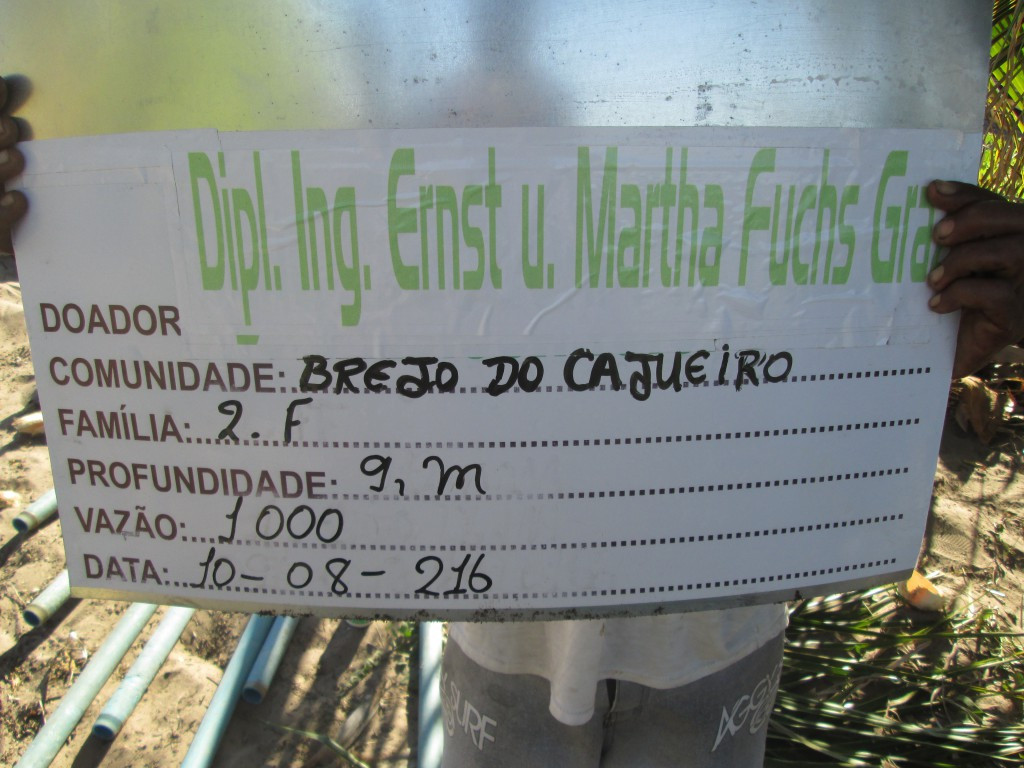 Dipl. Ing. Ernst u. Martha Fuchs
DOADOR
COMUNIDADE: BREJO DO CAJUEIRO
FAMÍLIA: 2. F
PROFUNDIDADE: 9, m
VAZÃO: 1000
DATA: 10-08-216
SURF